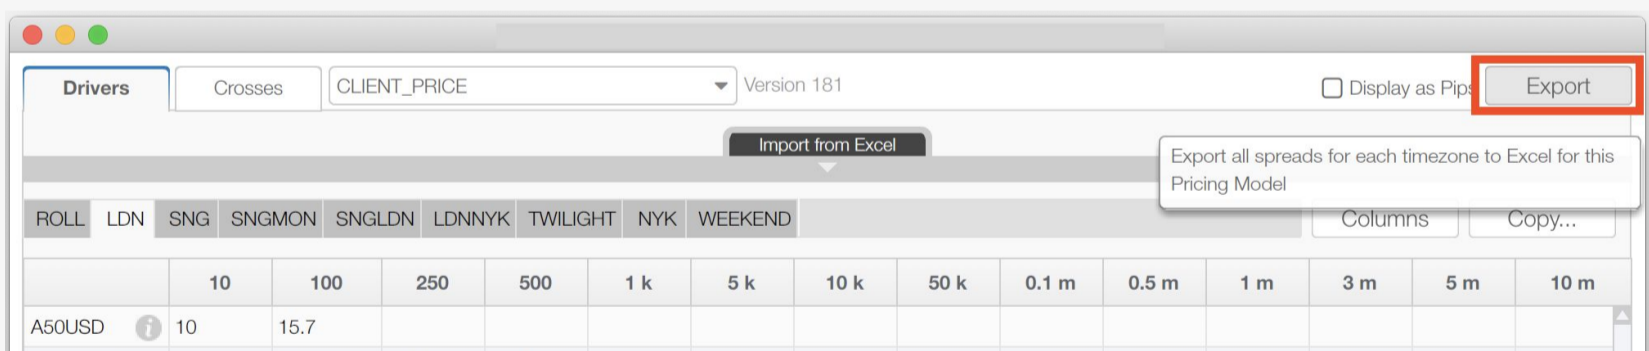 Drivers Crosses CLIENT_PRICE Version 181 Display as Pips Export
Import from Excel
Export all spreads for each timezone to Excel for this
Pricing Model
ROLL LDN SNG SNGMON SNGLDN LDNNYK TWILIGHT NYK WEEKEND Columns Copy...
10 100 250 500 1 k 5 k 10 k 50 k 0.1 m 0.5 m 1 m 3 m 5 m 10 m
A50USD i 10 15.7